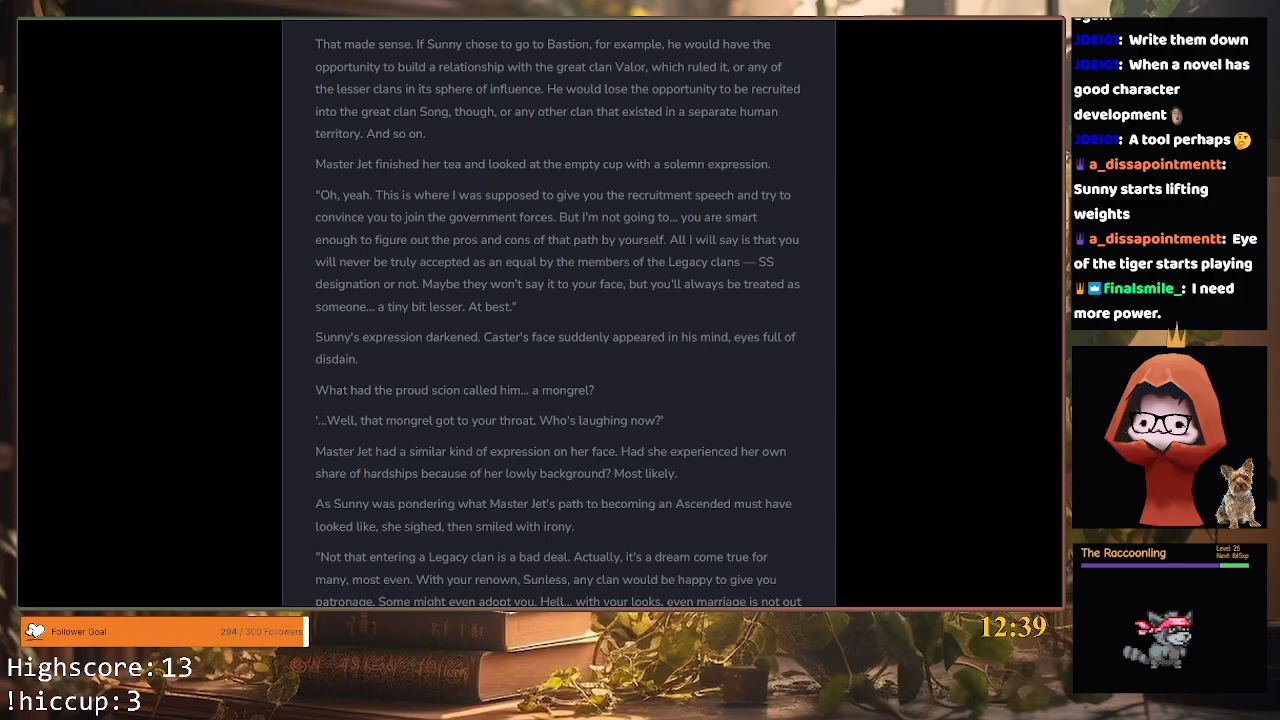 That made sense. If Sunny chose to go to Bastion, for example, he would have the
opportunity to build a relationship with the great clan Valor, which ruled it, or any of
the lesser clans in its sphere of influence. He would lose the opportunity to be recruited
into the great clan Song, though, or any other clan that existed in a separate human
territory. And so on.
Master Jet finished her tea and looked at the empty cup with a solemn expression.
"Oh, yeah. This is where I was supposed to give you the recruitment speech and try to
convince you to join the government forces. But I'm not going to... you are smart
enough to figure out the pros and cons of that path by yourself. All I will say is that you
will never be truly accepted as an equal by the members of the Legacy clans — SS
designation or not. Maybe they won't say it to your face, but you'll always be treated as
someone... a tiny bit lesser. At best."
Sunny's expression darkened. Caster's face suddenly appeared in his mind, eyes full of
disdain.
What had the proud scion called him... a mongrel?
'...Well, that mongrel got to your throat. Who's laughing now?'
Master Jet had a similar kind of expression on her face. Had she experienced her own
share of hardships because of her lowly background? Most likely.
As Sunny was pondering what Master Jet's path to becoming an Ascended must have
looked like, she sighed, then smiled with irony.
"Not that entering a Legacy clan is a bad deal. Actually, it's a dream come true for
many, most even. With your renown, Sunless, any clan would be happy to give you
patronage. Some might even adopt you. Hell... with your looks, even marriage is not out
JDEI01: Write them down
JDEI01: When a novel has
good character
development
JDEI01: A tool perhaps 🤔
a_dissapointmentt:
Sunny starts lifting
weights
a_dissapointmentt: Eye
of the tiger starts playing
finalsmile_: I need
more power.
The Raccoonling
Level: 26
Next: 845xp
Follower Goal
294 / 300 Followers
12:39
Highscore:13
!hiccup:3